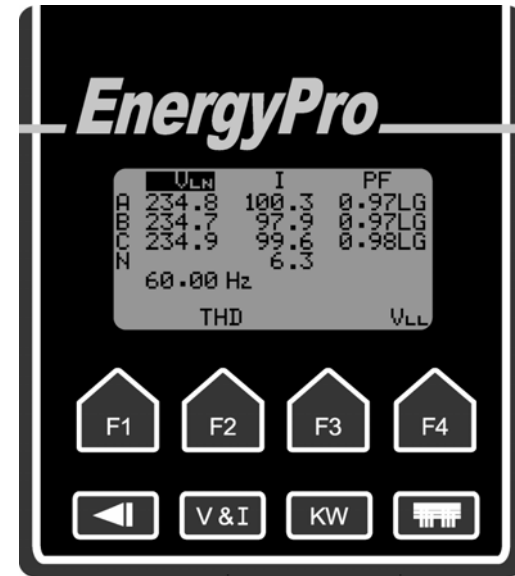 EnergyPro
VLN I PF
A 234.8 100.3 0.97LG
B 234.7 97.9 0.97LG
C 234.9 99.6 0.98LG
N 6.3
60.00 Hz
THD VLL
F1 F2 F3 F4
V & I KW